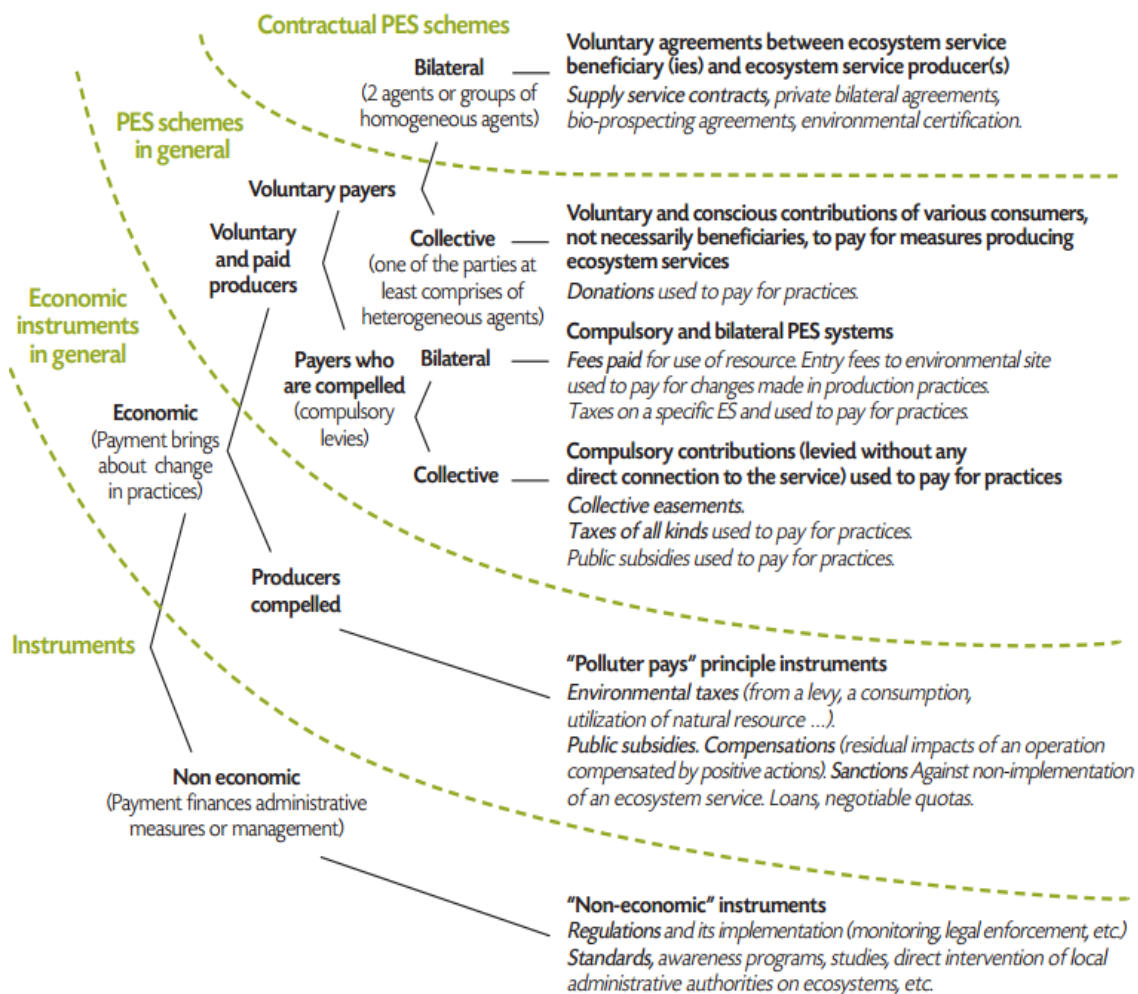 Contractual PES schemes
Bilateral
(2 agents or groups of
homogeneous agents)
Voluntary agreements between ecosystem service
beneficiary (ies) and ecosystem service producer(s)
Supply service contracts, private bilateral agreements,
bio-prospecting agreements, environmental certification.
PES schemes
in general
Voluntary payers
Voluntary
and paid
producers
Collective
(one of the parties at
least comprises of
heterogeneous agents)
Voluntary and conscious contributions of various consumers,
not necessarily beneficiaries, to pay for measures producing
ecosystem services
Donations used to pay for practices.
Economic
instruments
in general
Payers who
are compelled
(compulsory
levies)
Bilateral
Compulsory and bilateral PES systems
Fees paid for use of resource. Entry fees to environmental site
used to pay for changes made in production practices.
Taxes on a specific ES and used to pay for practices.
Economic
(Payment brings
about change
in practices)
Collective
Compulsory contributions (levied without any
direct connection to the service) used to pay for practices
Collective easements.
Taxes of all kinds used to pay for practices.
Public subsidies used to pay for practices.
Producers
compelled
Instruments
"Polluter pays" principle instruments
Environmental taxes (from a levy, a consumption,
utilization of natural resource ...).
Public subsidies. Compensations (residual impacts of an operation
compensated by positive actions). Sanctions Against non-implementation
of an ecosystem service. Loans, negotiable quotas.
Non economic
(Payment finances administrative
measures or management)
"Non-economic" instruments
Regulations and its implementation (monitoring, legal enforcement, etc.)
Standards, awareness programs, studies, direct intervention of local
administrative authorities on ecosystems, etc.